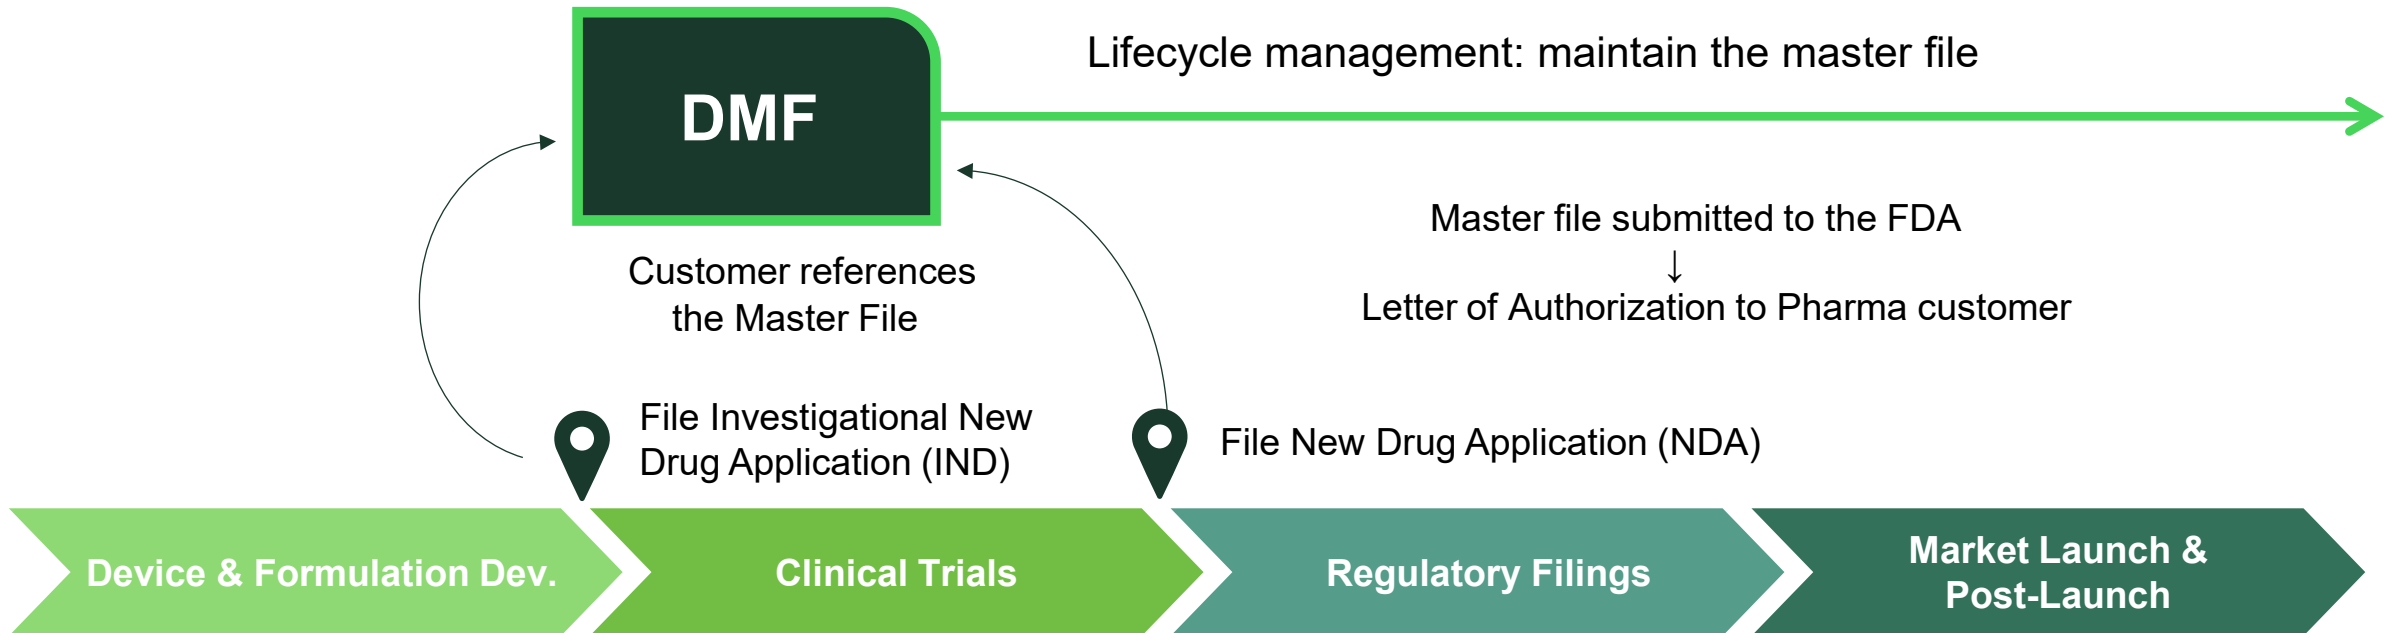 DMF
Lifecycle management: maintain the master file
Customer references
the Master File
Master file submitted to the FDA
↓
Letter of Authorization to Pharma customer
File Investigational New
Drug Application (IND)
File New Drug Application (NDA)
Device & Formulation Dev.
Clinical Trials
Regulatory Filings
Market Launch &
Post-Launch